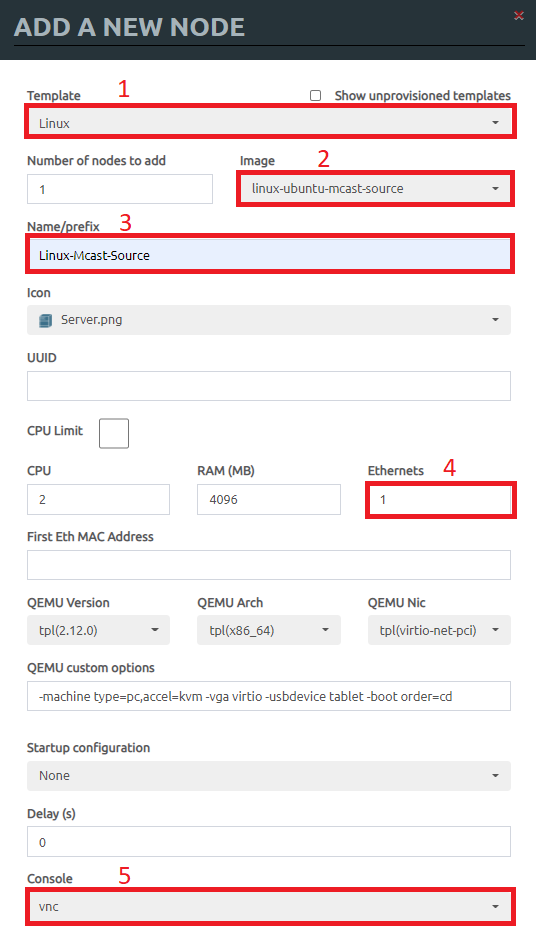 ADD A NEW NODE
Template 1 Show unprovisioned templates
Linux
Number of nodes to add Image 2
1 linux-ubuntu-mcast-source
Name/prefix 3
Linux-Mcast-Source
Icon
Server.png
UUID
CPU Limit
CPU RAM (MB) Ethernets 4
2 4096 1
First Eth MAC Address
QEMU Version QEMU Arch QEMU Nic
tpl(2.12.0) tpl(x86_64) tpl(virtio-net-pci)
QEMU custom options
-machine type=pc,accel=kvm -vga virtio -usbdevice tablet -boot order=cd
Startup configuration
None
Delay (s)
0
Console 5
vnc